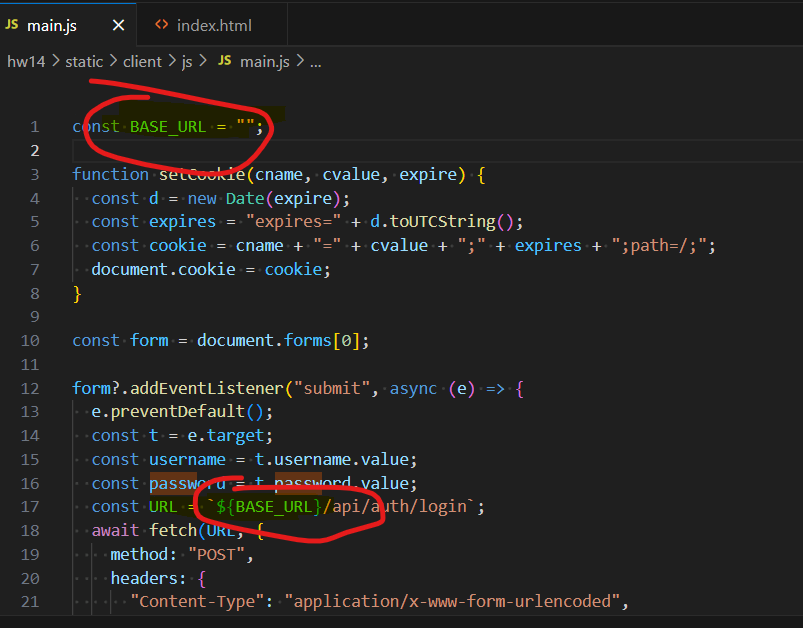 JS main.js × <> index.html
hw14 > static > client > js > JS main.js > ...
1 const BASE_URL = "";
2
3 function setCookie(cname, cvalue, expire) {
4 const d = new Date(expire);
5 const expires = "expires=" + d.toUTCString();
6 const cookie = cname + "=" + cvalue + ";" + expires + ";path=/;";
7 document.cookie = cookie;
8 }
9
10 const form = document.forms[0];
11
12 form?.addEventListener("submit", async (e) => {
13 e.preventDefault();
14 const t = e.target;
15 const username = t.username.value;
16 const password = t.password.value;
17 const URL = `${BASE_URL}/api/auth/login`;
18 await fetch(URL, {
19 method: "POST",
20 headers: {
21 "Content-Type": "application/x-www-form-urlencoded",